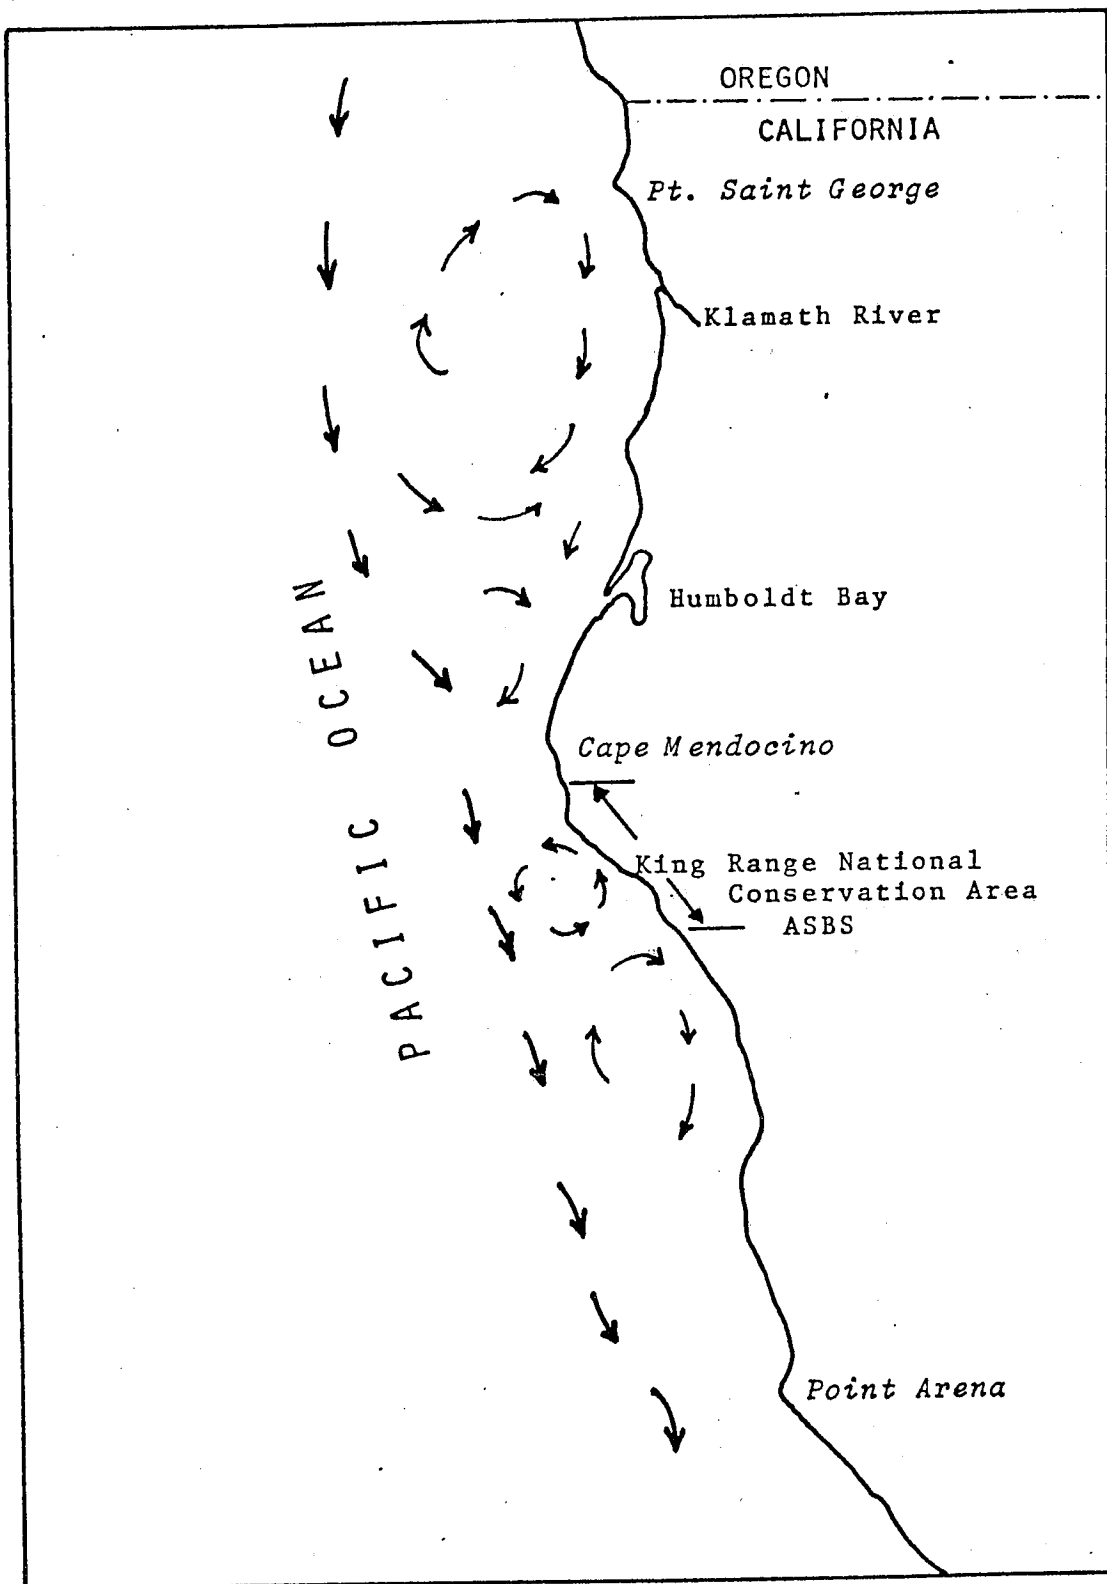 OREGON
CALIFORNIA
Pt. Saint George
Klamath River
Humboldt Bay
PACIFIC OCEAN
Cape Mendocino
King Range National
Conservation Area
ASBS
Point Arena